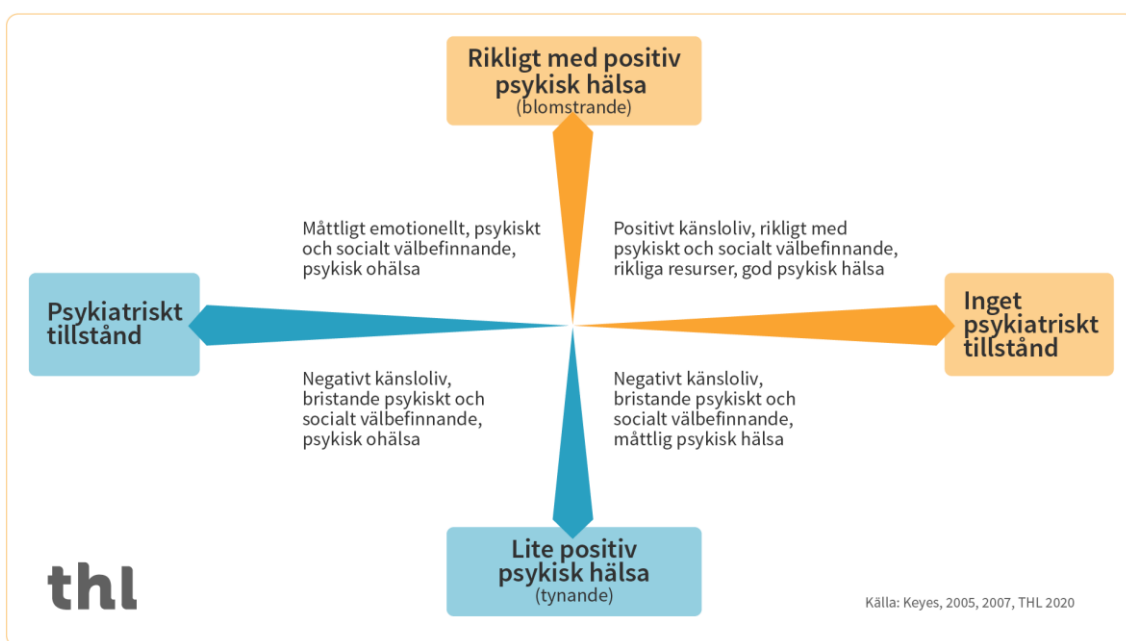 Rikligt med positiv
psykisk hälsa
(blomstrande)
Måttligt emotionellt, psykiskt
och socialt välbefinnande,
psykisk ohälsa
Positivt känsloliv, rikligt med
psykiskt och socialt välbefinnande,
rikliga resurser, god psykisk hälsa
Psykiatriskt
tillstånd
Inget
psykiatriskt
tillstånd
Negativt känsloliv,
bristande psykiskt och
socialt välbefinnande,
psykisk ohälsa
Negativt känsloliv,
bristande psykiskt och
socialt välbefinnande,
måttlig psykisk hälsa
Lite positiv
psykisk hälsa
(tynande)
thl
Källa: Keyes, 2005, 2007, THL 2020